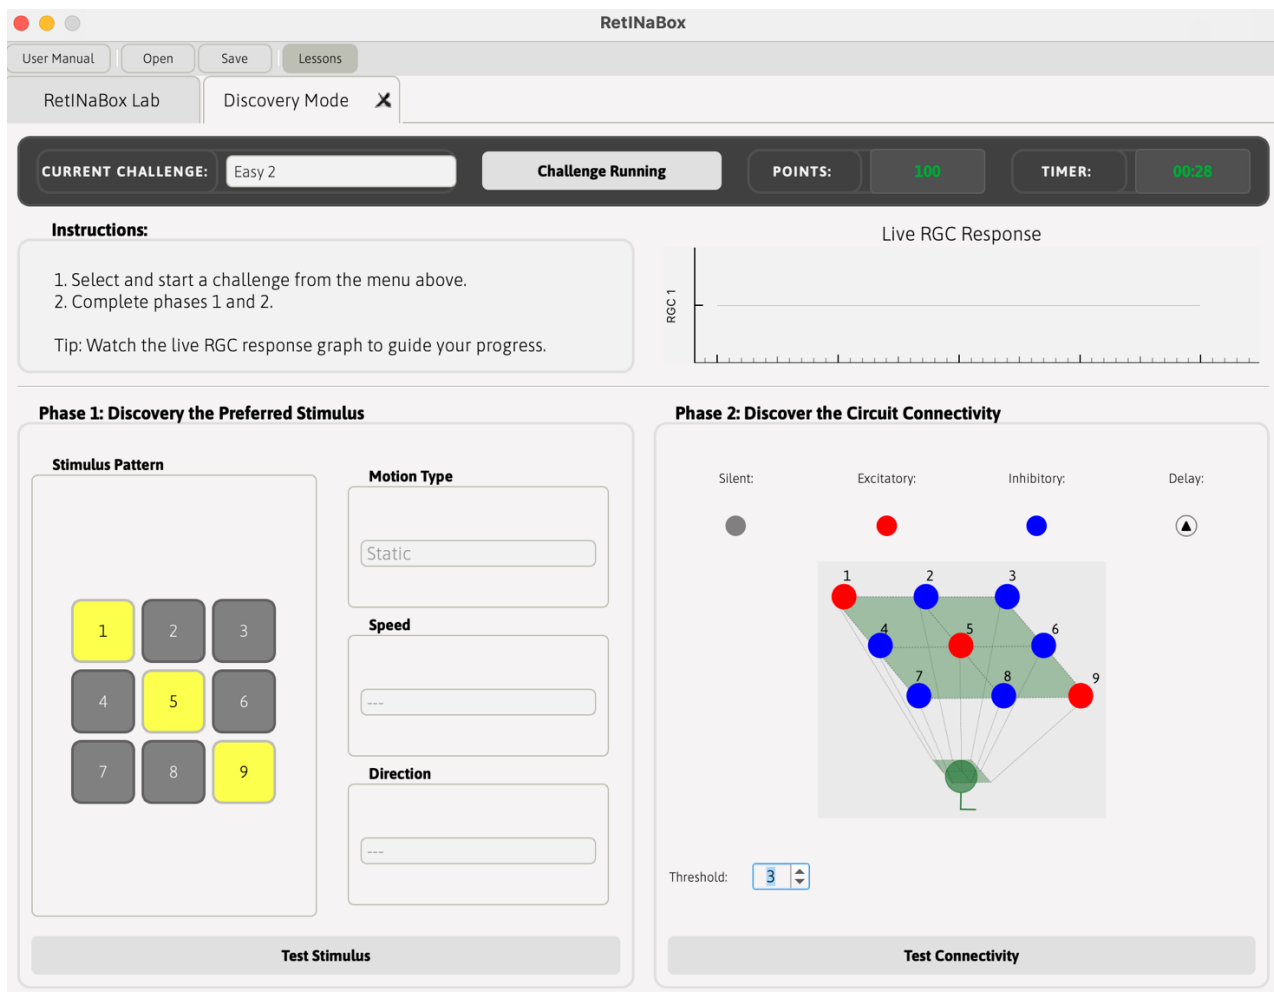 RetINaBox
User Manual
Open
Save
Lessons
RetINaBox Lab
Discovery Mode
CURRENT CHALLENGE:
Easy 2
Challenge Running
POINTS:
100
TIMER:
00:28
Instructions:
1. Select and start a challenge from the menu above.
2. Complete phases 1 and 2.
Tip: Watch the live RGC response graph to guide your progress.
Live RGC Response
RGC 1
Phase 1: Discovery the Preferred Stimulus
Stimulus Pattern
1 2 3
4 5 6
7 8 9
Motion Type
Static
Speed
---
Direction
---
Test Stimulus
Phase 2: Discover the Circuit Connectivity
Silent:
Excitatory:
Inhibitory:
Delay:
1 2 3
4 5 6
7 8 9
Threshold: 3
Test Connectivity